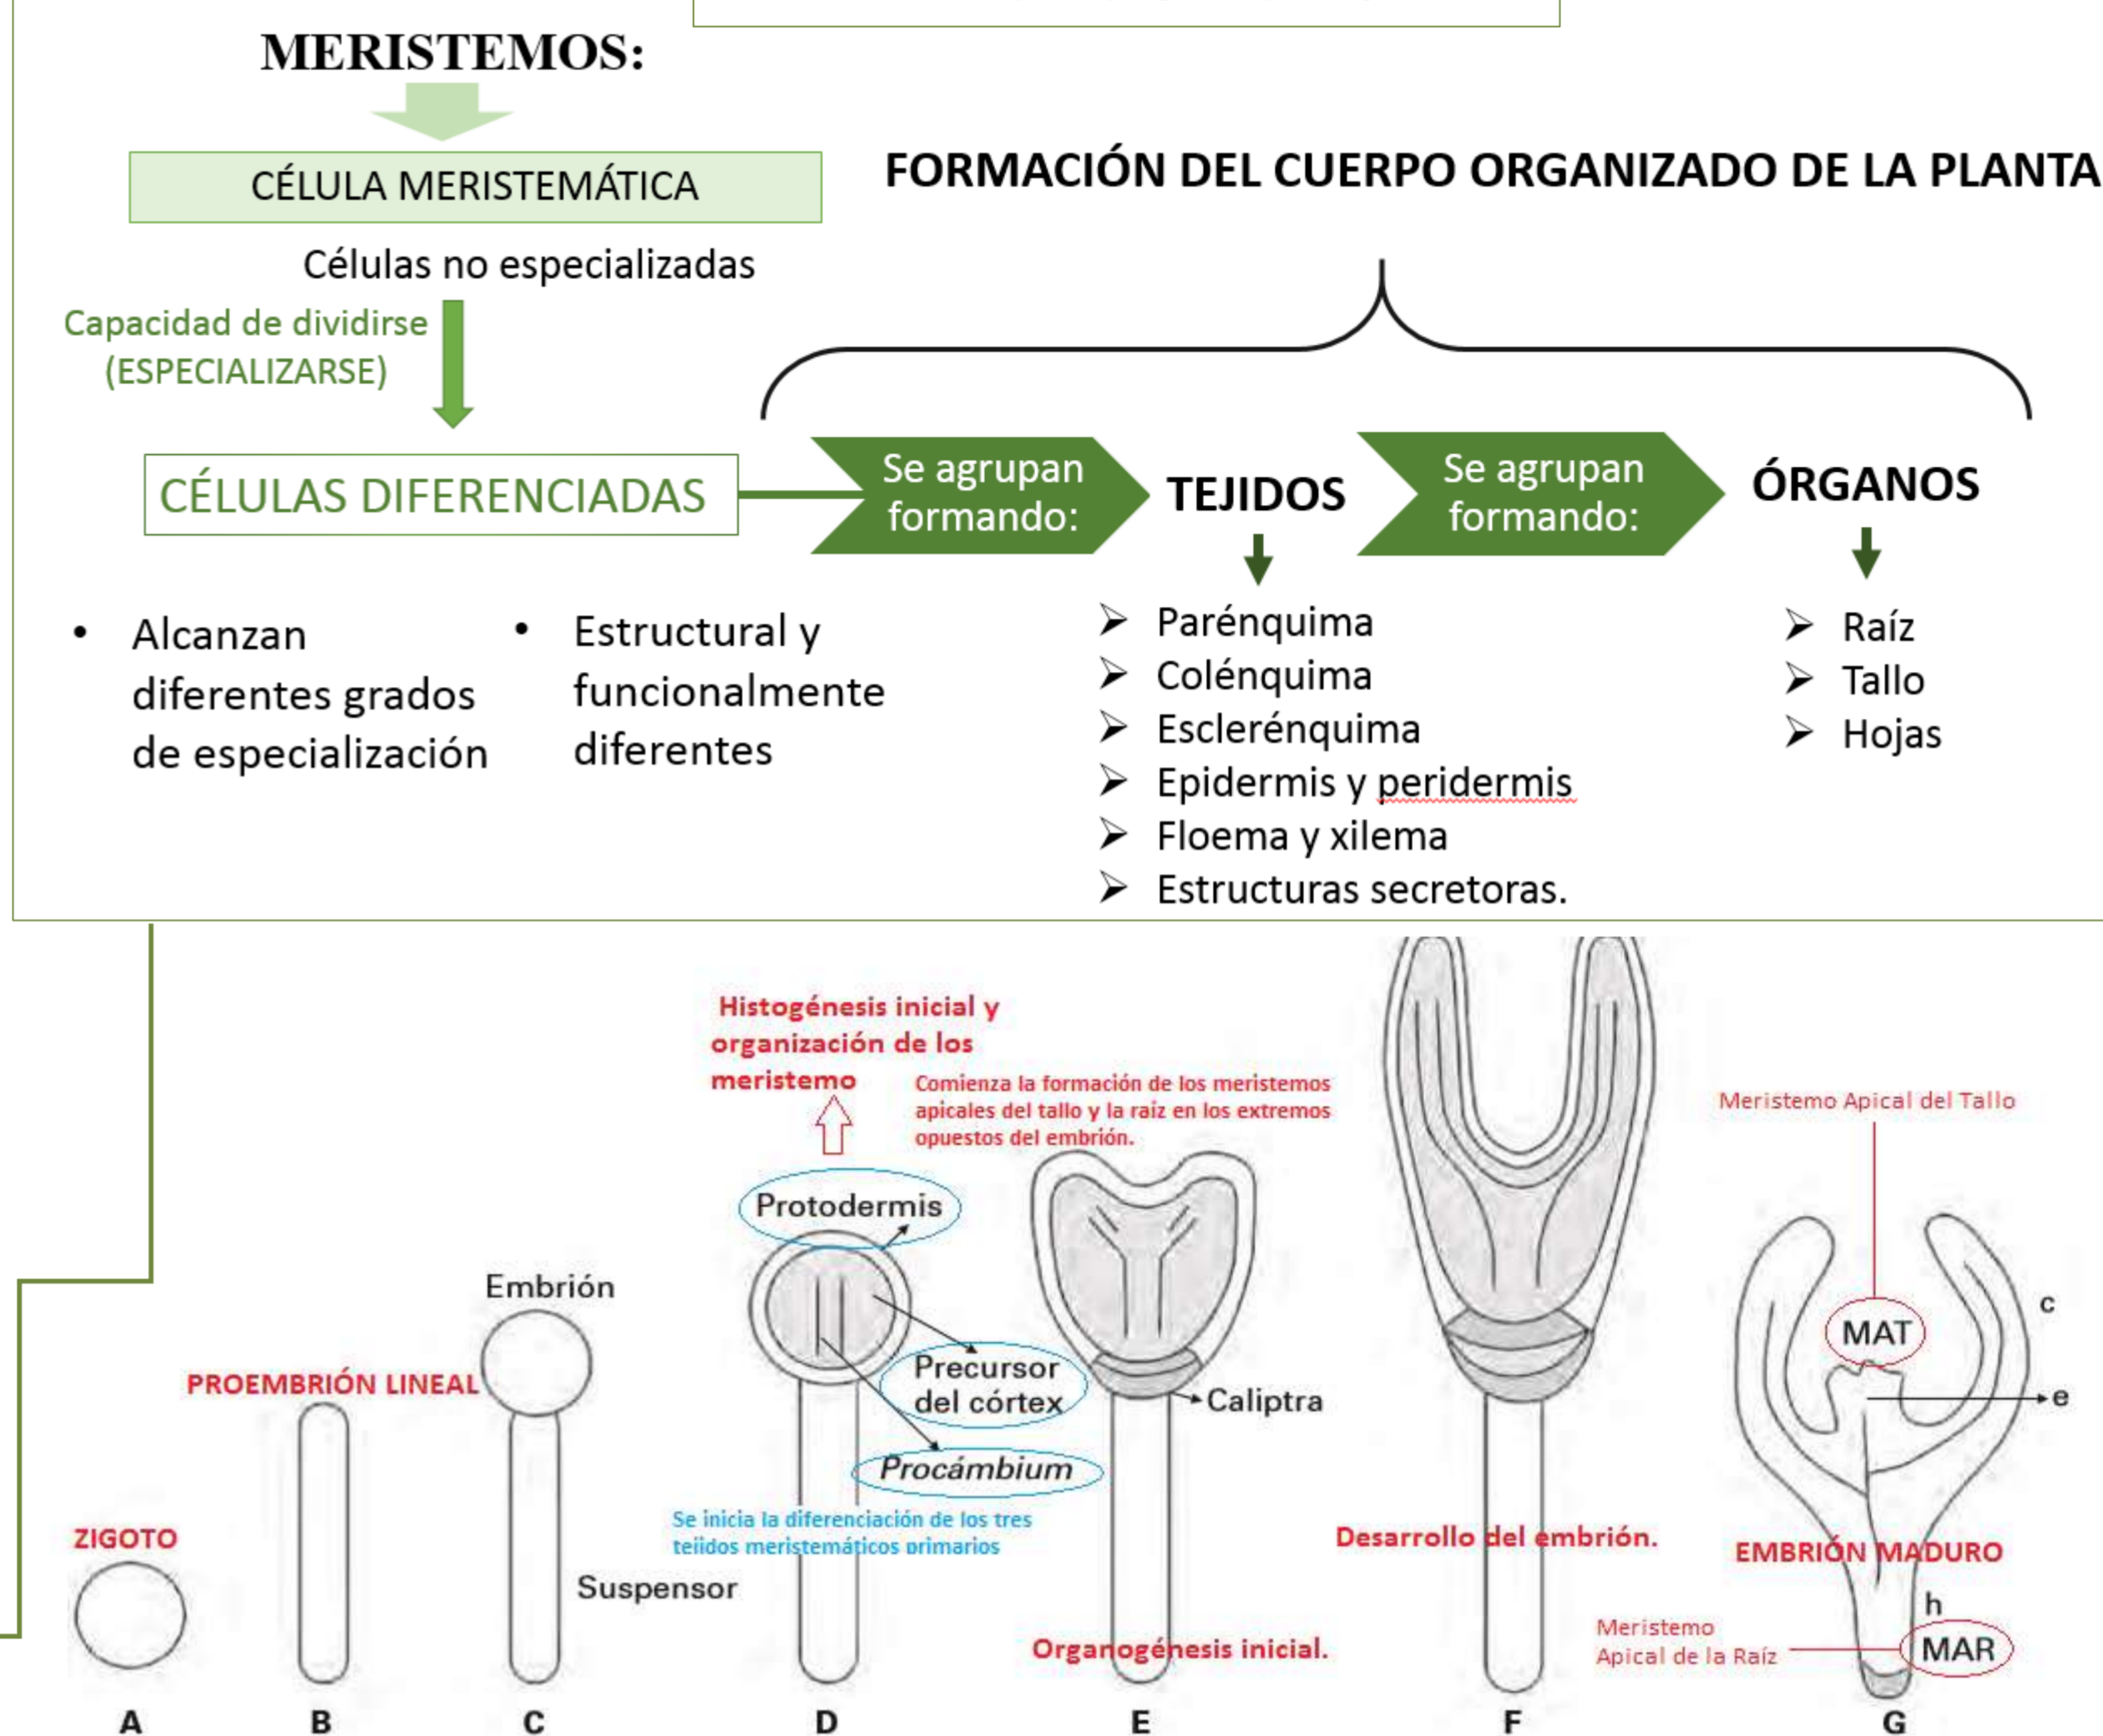 MERISTEMOS:
CÉLULA MERISTEMÁTICA
Células no especializadas
Capacidad de dividirse
(ESPECIALIZARSE)
CÉLULAS DIFERENCIADAS
• Alcanzan
diferentes grados
de especialización
• Estructural y
funcionalmente
diferentes
FORMACIÓN DEL CUERPO ORGANIZADO DE LA PLANTA
Se agrupan
formando:
TEJIDOS
Se agrupan
formando:
ÓRGANOS
➢ Parénquima
➢ Colénquima
➢ Esclerénquima
➢ Epidermis y peridermis
➢ Floema y xilema
➢ Estructuras secretoras.
➢ Raíz
➢ Tallo
➢ Hojas
ZIGOTO
A
PROEMBRIÓN LINEAL
B
Embrión
Suspensor
C
Histogénesis inicial y
organización de los
meristemo
Protodermis
Precursor
del córtex
Procámbium
Se inicia la diferenciación de los tres
tejidos meristemáticos primarios
D
Comienza la formación de los meristemos
apicales del tallo y la raiz en los extremos
opuestos del embrión.
Caliptra
Organogénesis inicial.
E
Desarrollo del embrión.
F
Meristemo Apical del Tallo
MAT
c
e
EMBRIÓN MADURO
h
Meristemo
Apical de la Raíz
MAR
G